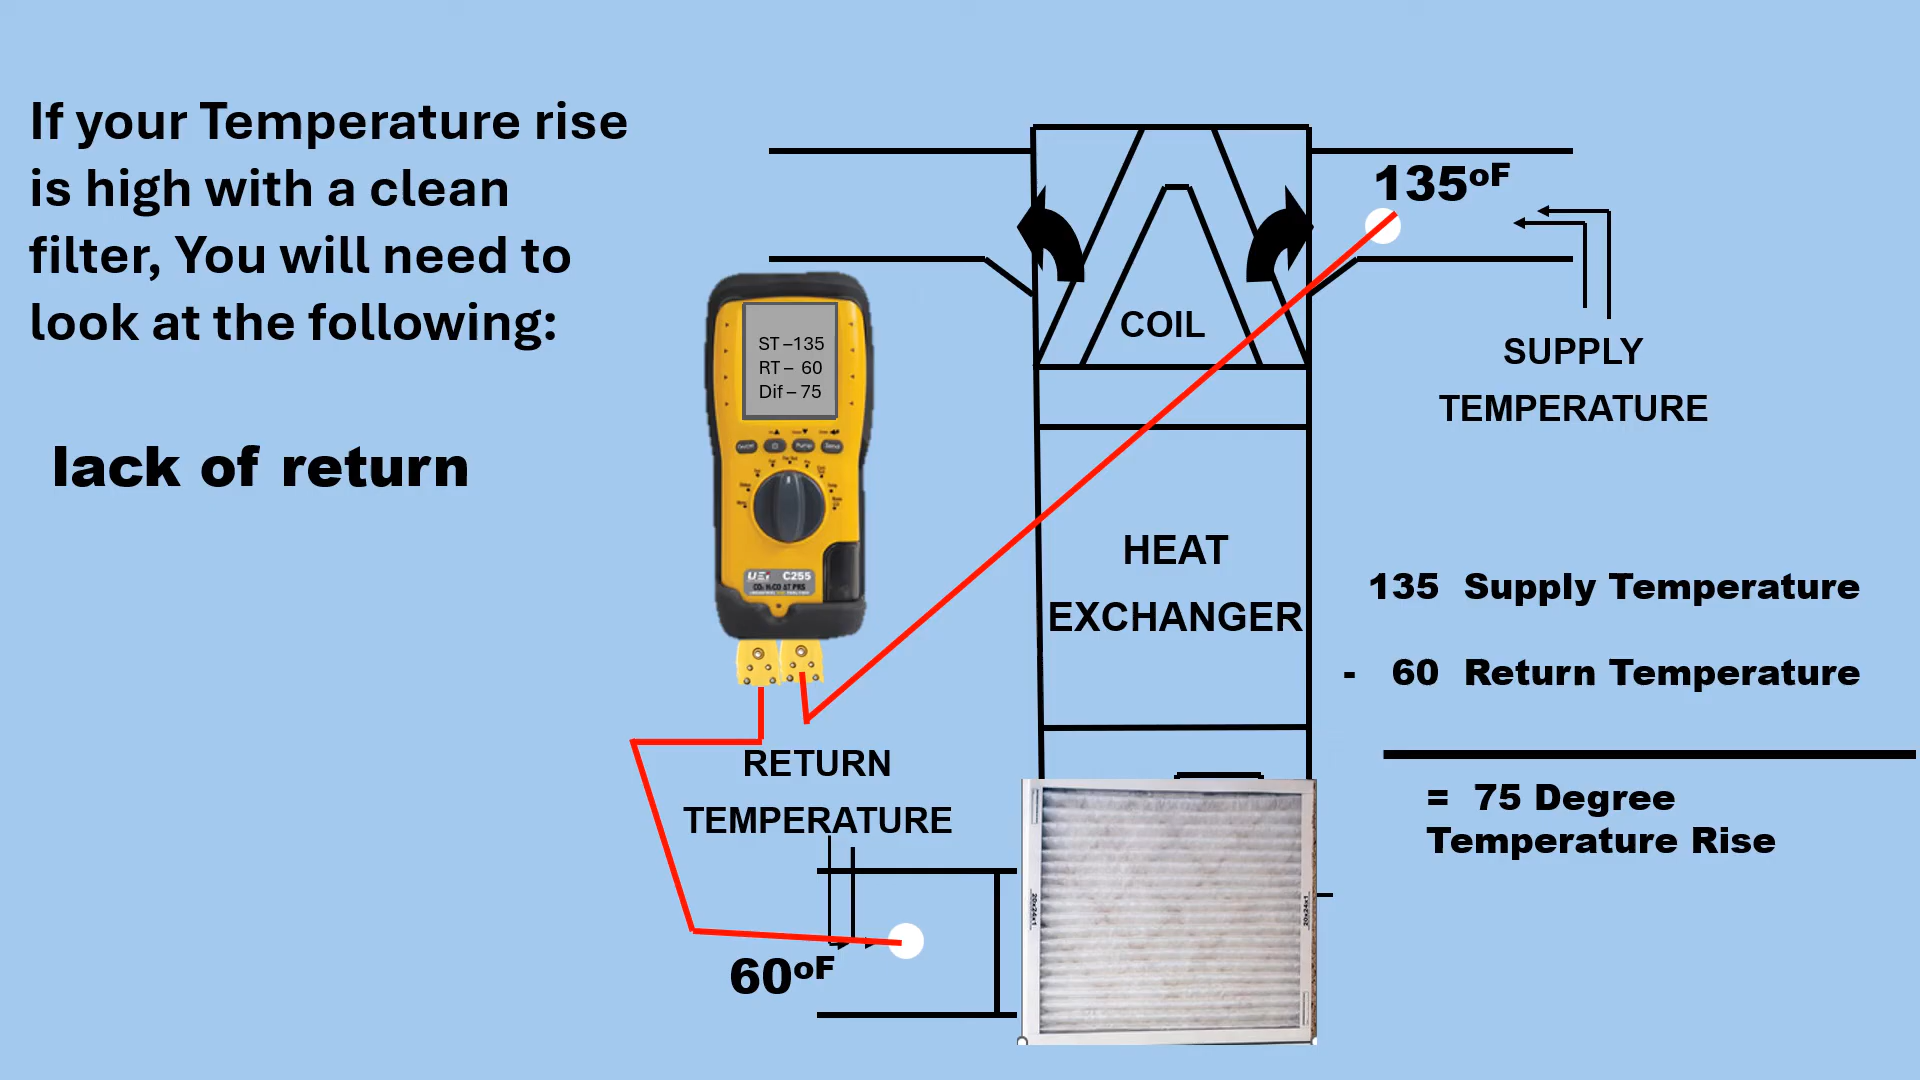 If your Temperature rise
is high with a clean
filter, You will need to
look at the following:
lack of return
135oF
COIL
SUPPLY
TEMPERATURE
ST –135
RT – 60
Dif – 75
C255
HEAT
EXCHANGER
135 Supply Temperature
- 60 Return Temperature
= 75 Degree
Temperature Rise
RETURN
TEMPERATURE
60oF
20x24x1
20x24x1